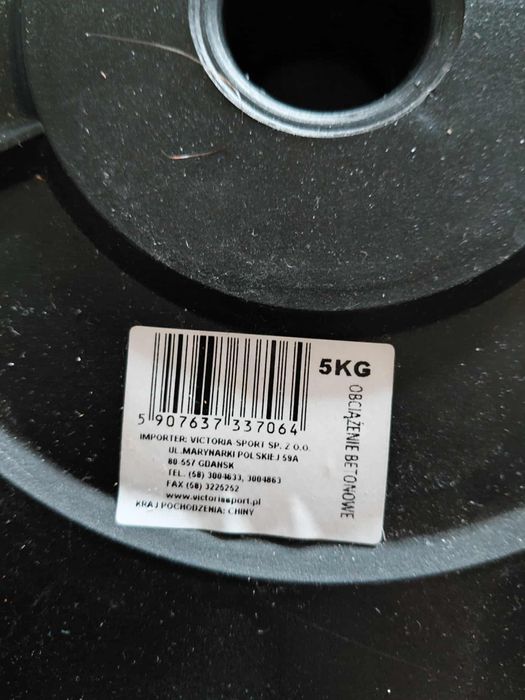 5KG
OBCIĄŻENIE BETONOWE
5 907637 337064
IMPORTER: VICTORIA-SPORT SP. Z O.O.
UL.MARYNARKI POLSKIEJ 59A
80-557 GDAŃSK
TEL. (58) 3004633, 3004863
FAX (58) 3225252
www.victoriasport.pl
KRAJ POCHODZENIA: CHINY